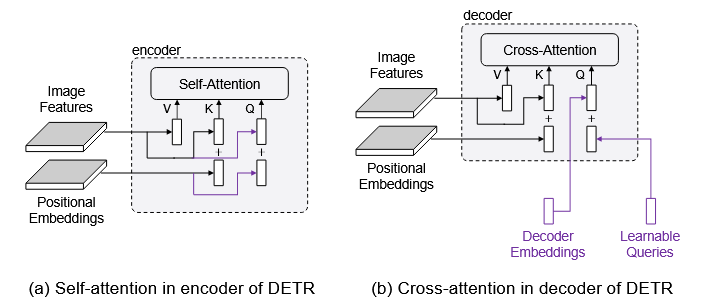 encoder
Self-Attention
V K Q
Image
Features
+
+
Positional
Embeddings
(a) Self-attention in encoder of DETR
decoder
Cross-Attention
V K Q
Image
Features
+ +
Positional
Embeddings
Decoder
Embeddings
Learnable
Queries
(b) Cross-attention in decoder of DETR